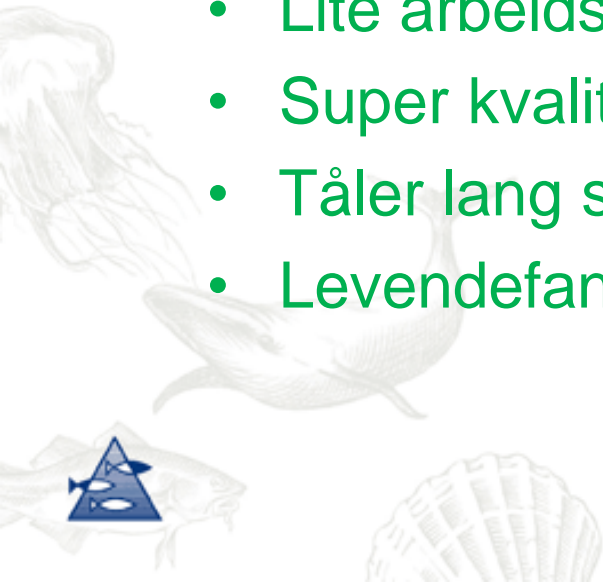 • Lite arbeids
• Super kvalit
• Tåler lang s
• Levendefan